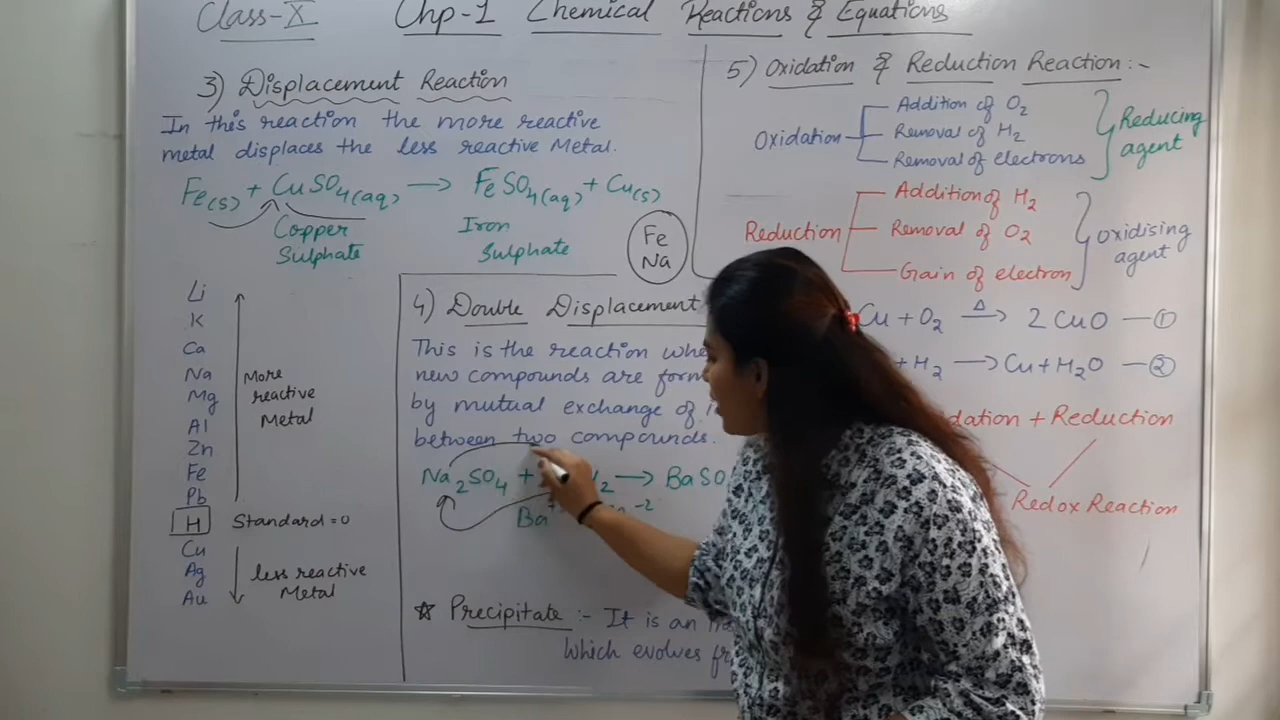 Class-X Chp-1 Chemical Reactions & Equations
3) Displacement Reaction
In this reaction the more reactive
metal displaces the less reactive Metal.
Fe(s) + CuSO4(aq) → FeSO4(aq) + Cu(s)
Copper
Sulphate
Iron
Sulphate
Fe
Na
Li
K
Ca
Na
Mg
Al
Zn
Fe
Pb
H
Cu
Ag
Au
More
reactive
Metal
Standard = 0
less reactive
Metal
4) Double Displacement
This is the reaction
new compounds are
by mutual exchange of
between two compounds.
Na2SO4 + 2 → BaSO
Ba -2
☆ Precipitate :- It is an
which evolves
5) Oxidation & Reduction Reaction :-
Oxidation
Addition of O2
Removal of H2
Removal of electrons
Reducing
agent
Reduction
Addition of H2
Removal of O2
Gain of electron
Oxidising
agent
Cu + O2 Δ→ 2 CuO — ①
+ H2 → Cu + H2O — ②
+ Reduction
Redox Reaction